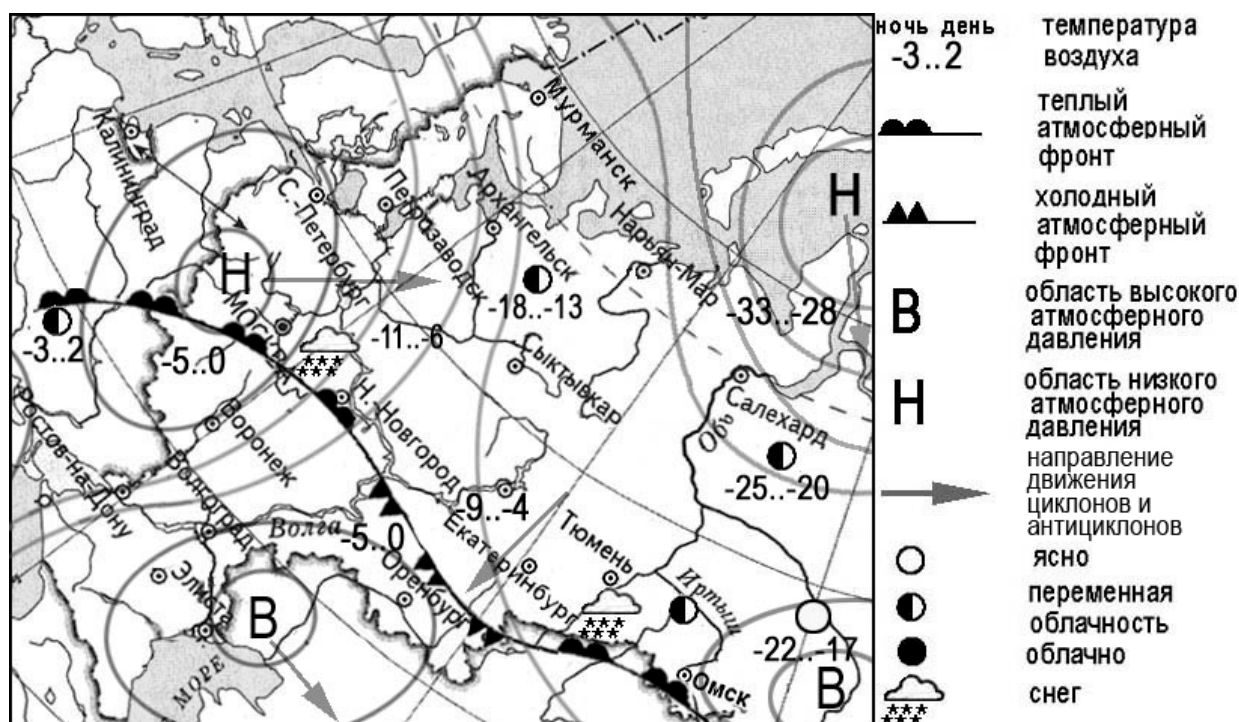 Мурманск
Калининград
С.-Петербург
Петрозаводск
Архангельск
Нарьян-Мар
Н
Н
-18..-13
-33..-28
-3..2
-5..0
МОСКВА
-11..-6
Сыктывкар
Салехард
Обь
-25..-20
Н. Новгород
Воронеж
Ростов-на-Дону
Волгоград
Волга
-5..0
-9..-4
Екатеринбург
Тюмень
Иртыш
Элиста
Оренбург
В
МОРЕ
-22..-17
В
Омск
ночь день
-3..2
температура
воздуха
теплый
атмосферный
фронт
холодный
атмосферный
фронт
В
область высокого
атмосферного
давления
Н
область низкого
атмосферного
давления
направление
движения
циклонов и
антициклонов
ясно
переменная
облачность
облачно
снег